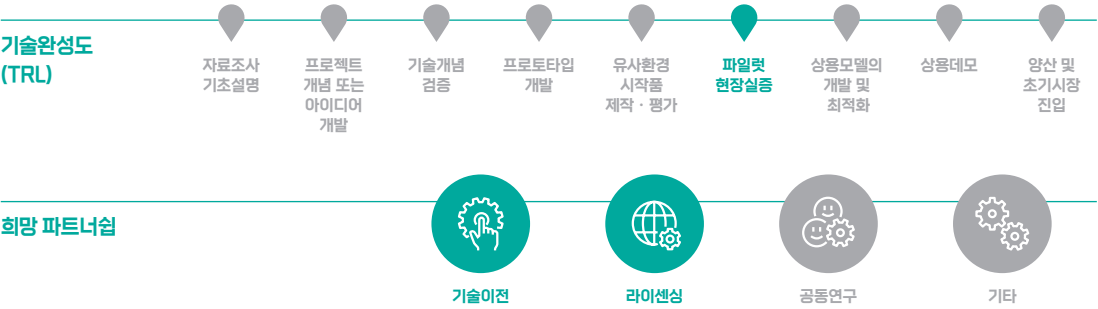 기술완성도
(TRL)
자료조사
기초설명
프로젝트
개념 또는
아이디어
개발
기술개념
검증
프로토타입
개발
유사환경
시작품
제작 · 평가
파일럿
현장실증
상용모델의
개발 및
최적화
상용데모
양산 및
초기시장
진입
희망 파트너쉽
기술이전
라이센싱
공동연구
기타